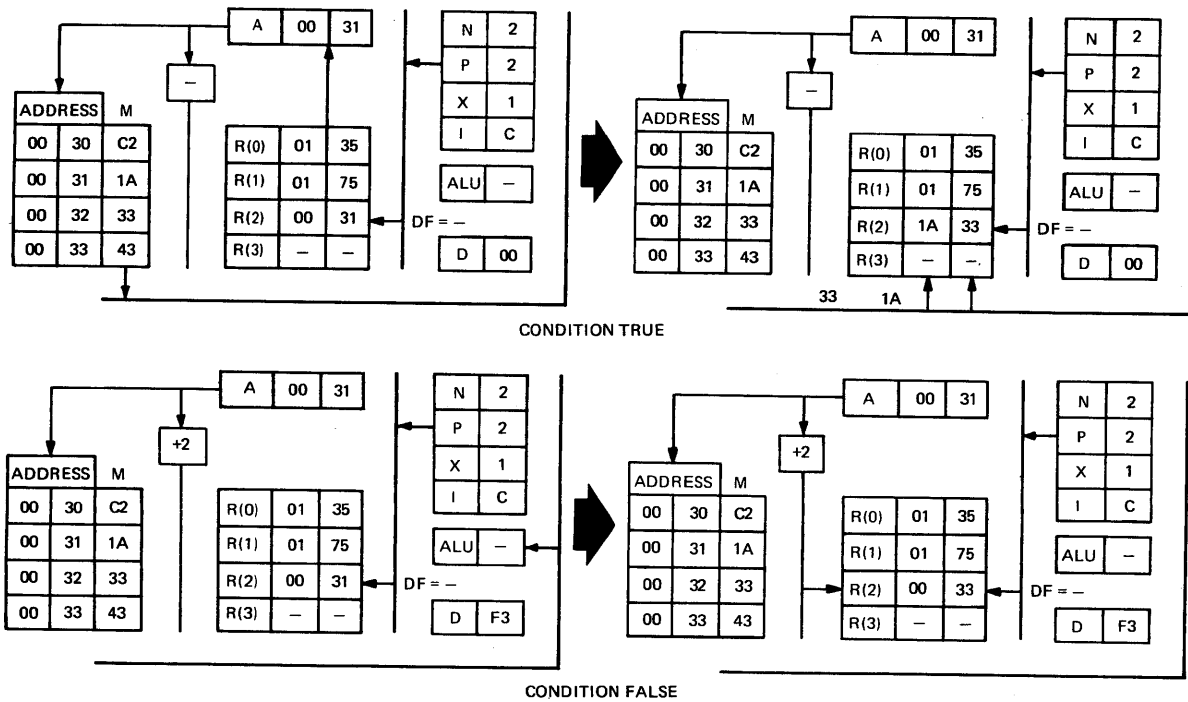 A 00 31
N 2
P 2
X 1
I C
ADDRESS M
00 30 C2
00 31 1A
00 32 33
00 33 43
–
R(0) 01 35
R(1) 01 75
R(2) 00 31
R(3) – –
ALU –
DF = –
D 00
A 00 31
N 2
P 2
X 1
I C
ADDRESS M
00 30 C2
00 31 1A
00 32 33
00 33 43
–
R(0) 01 35
R(1) 01 75
R(2) 1A 33
R(3) – –
ALU –
DF = –
D 00
33 1A
CONDITION TRUE
A 00 31
N 2
P 2
X 1
I C
+2
ADDRESS M
00 30 C2
00 31 1A
00 32 33
00 33 43
R(0) 01 35
R(1) 01 75
R(2) 00 31
R(3) – –
ALU –
DF = –
D F3
A 00 31
N 2
P 2
X 1
I C
+2
ADDRESS M
00 30 C2
00 31 1A
00 32 33
00 33 43
R(0) 01 35
R(1) 01 75
R(2) 00 33
R(3) – –
ALU –
DF = –
D F3
CONDITION FALSE